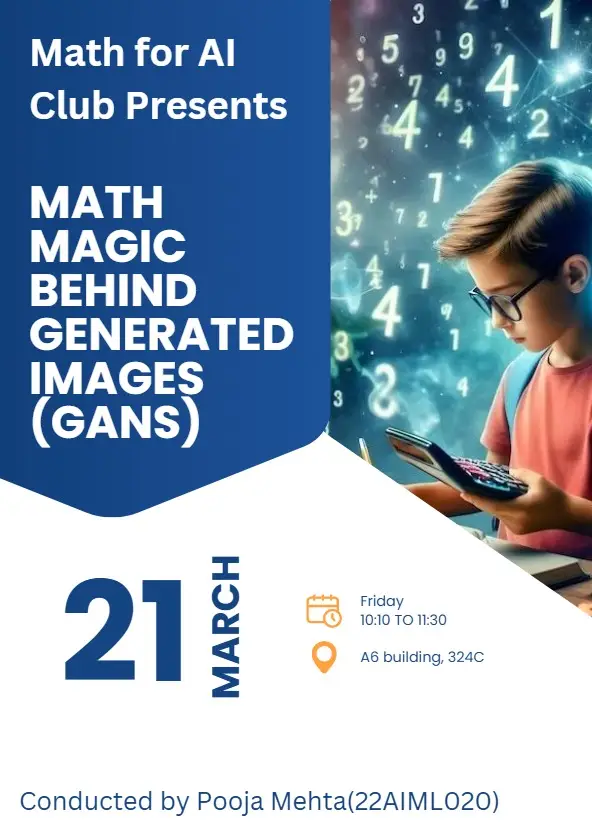 Math for AI
Club Presents
MATH
MAGIC
BEHIND
GENERATED
IMAGES
(GANS)
21
MARCH
Friday
10:10 TO 11:30
A6 building, 324C
Conducted by Pooja Mehta(22AIML020)